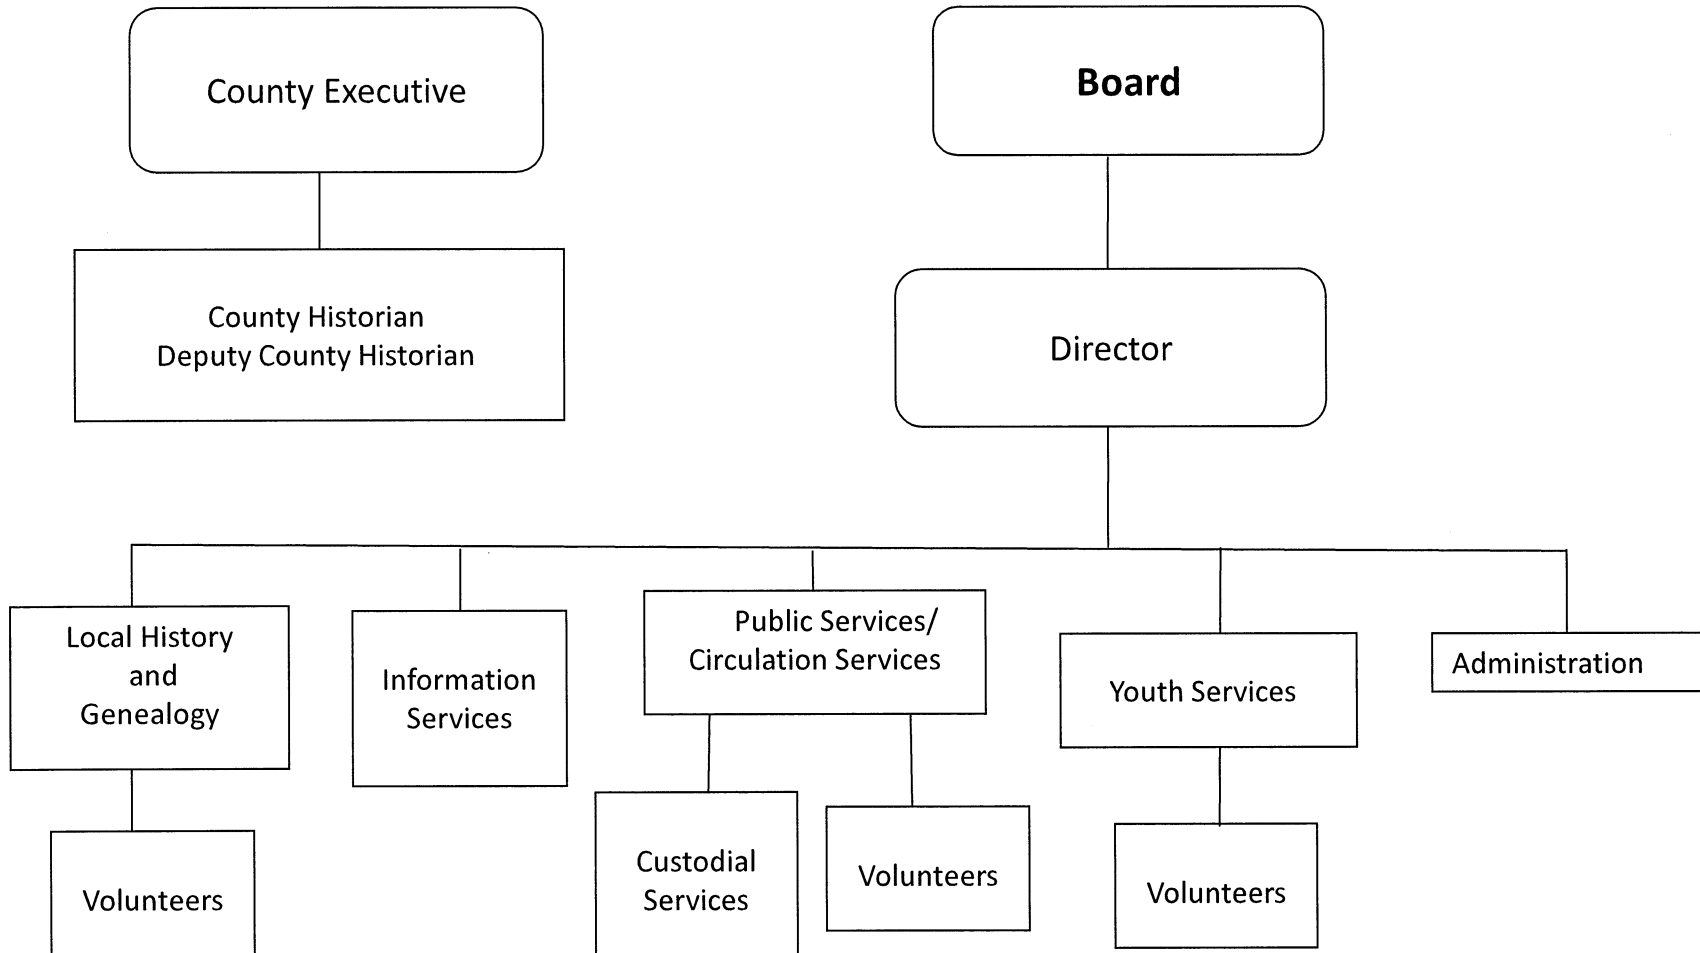 County Executive
Board
County Historian
Deputy County Historian
Director
Local History
and
Genealogy
Information
Services
Public Services/
Circulation Services
Youth Services
Administration
Volunteers
Custodial
Services
Volunteers
Volunteers